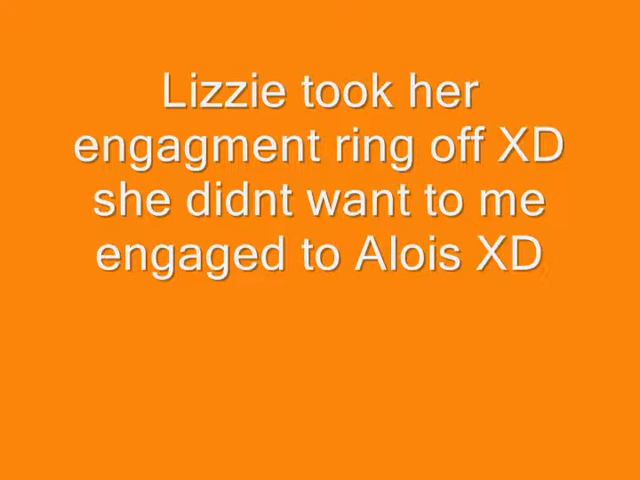 Lizzie took her
engagment ring off XD
she didnt want to me
engaged to Alois XD